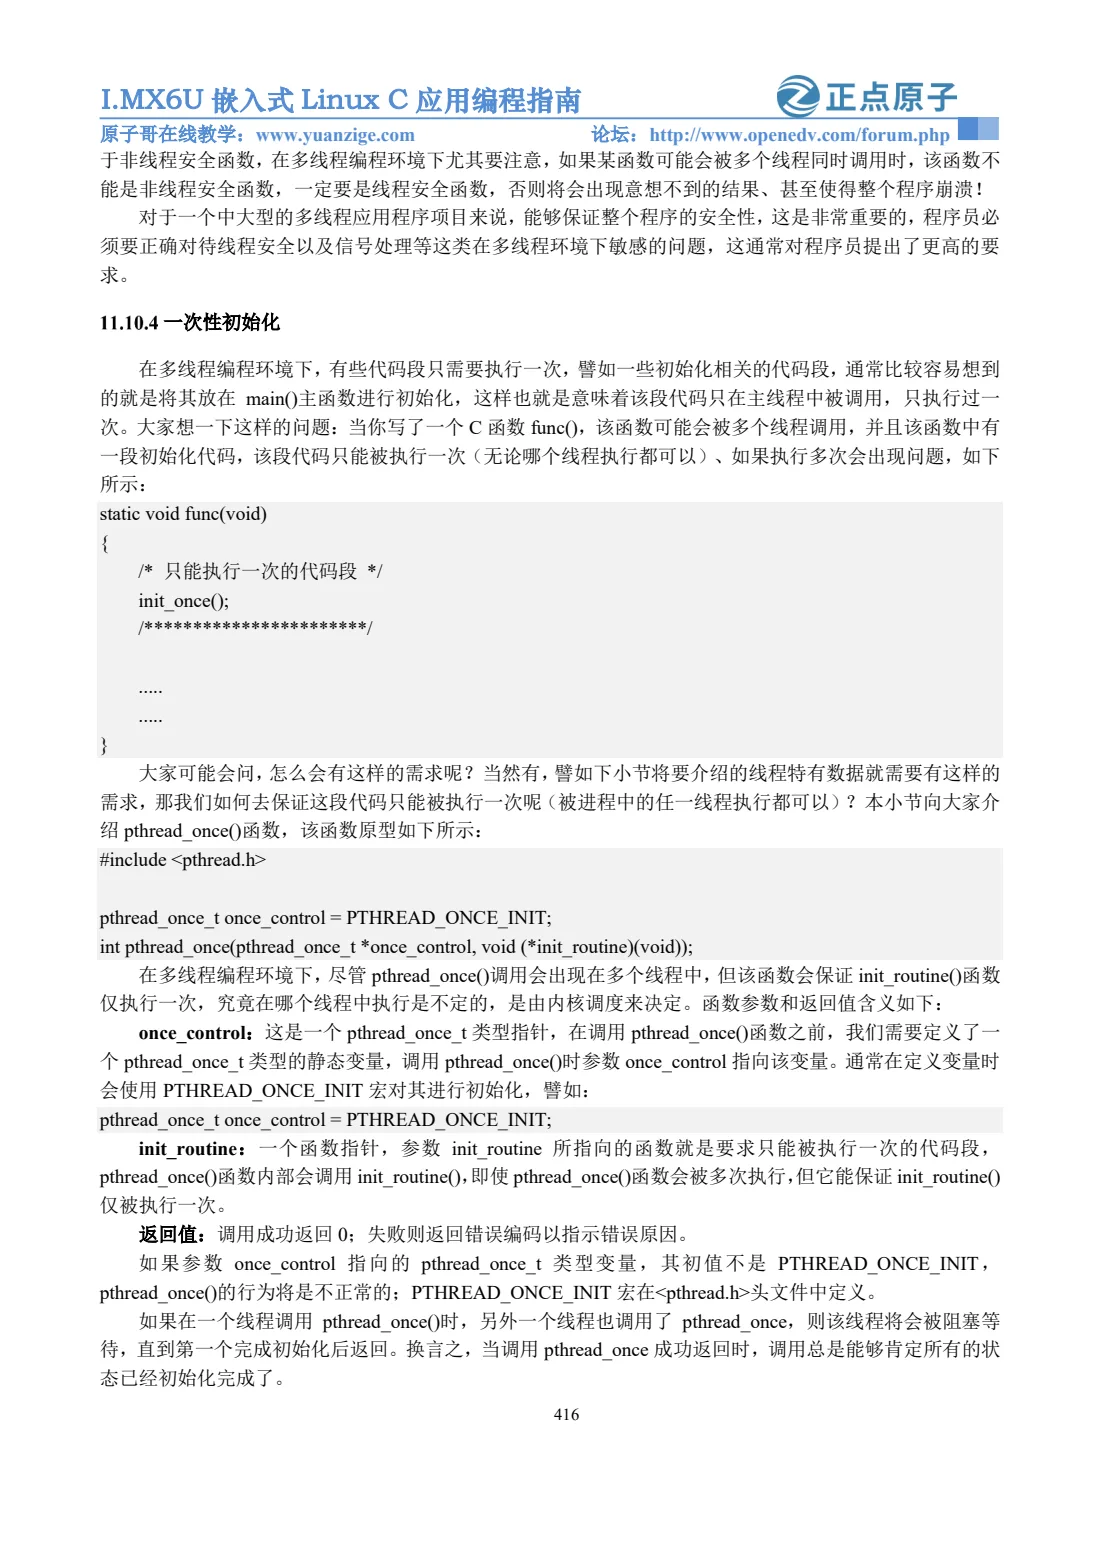 I.MX6U 嵌入式 Linux C 应用编程指南
正点原子
原子哥在线教学：www.yuanzige.com 论坛：http://www.openedv.com/forum.php
于非线程安全函数，在多线程编程环境下尤其要注意，如果某函数可能会被多个线程同时调用时，该函数不
能是非线程安全函数，一定要是线程安全函数，否则将会出现意想不到的结果、甚至使得整个程序崩溃！
对于一个中大型的多线程应用程序项目来说，能够保证整个程序的安全性，这是非常重要的，程序员必
须要正确对待线程安全以及信号处理等这类在多线程环境下敏感的问题，这通常对程序员提出了更高的要
求。
11.10.4 一次性初始化
在多线程编程环境下，有些代码段只需要执行一次，譬如一些初始化相关的代码段，通常比较容易想到
的就是将其放在 main()主函数进行初始化，这样也就是意味着该段代码只在主线程中被调用，只执行过一
次。大家想一下这样的问题：当你写了一个 C 函数 func()，该函数可能会被多个线程调用，并且该函数中有
一段初始化代码，该段代码只能被执行一次（无论哪个线程执行都可以）、如果执行多次会出现问题，如下
所示：
static void func(void)
{
/* 只能执行一次的代码段 */
init_once();
/***********************/
.....
.....
}
大家可能会问，怎么会有这样的需求呢？当然有，譬如下小节将要介绍的线程特有数据就需要有这样的
需求，那我们如何去保证这段代码只能被执行一次呢（被进程中的任一线程执行都可以）？本小节向大家介
绍 pthread_once()函数，该函数原型如下所示：
#include <pthread.h>
pthread_once_t once_control = PTHREAD_ONCE_INIT;
int pthread_once(pthread_once_t *once_control, void (*init_routine)(void));
在多线程编程环境下，尽管 pthread_once()调用会出现在多个线程中，但该函数会保证 init_routine()函数
仅执行一次，究竟在哪个线程中执行是不定的，是由内核调度来决定。函数参数和返回值含义如下：
once_control：这是一个 pthread_once_t 类型指针，在调用 pthread_once()函数之前，我们需要定义了一
个 pthread_once_t 类型的静态变量，调用 pthread_once()时参数 once_control 指向该变量。通常在定义变量时
会使用 PTHREAD_ONCE_INIT 宏对其进行初始化，譬如：
pthread_once_t once_control = PTHREAD_ONCE_INIT;
init_routine：一个函数指针，参数 init_routine 所指向的函数就是要求只能被执行一次的代码段，
pthread_once()函数内部会调用 init_routine()，即使 pthread_once()函数会被多次执行，但它能保证 init_routine()
仅被执行一次。
返回值：调用成功返回 0；失败则返回错误编码以指示错误原因。
如果参数 once_control 指向的 pthread_once_t 类型变量，其初值不是 PTHREAD_ONCE_INIT，
pthread_once()的行为将是不正常的；PTHREAD_ONCE_INIT 宏在<pthread.h>头文件中定义。
如果在一个线程调用 pthread_once()时，另外一个线程也调用了 pthread_once，则该线程将会被阻塞等
待，直到第一个完成初始化后返回。换言之，当调用 pthread_once 成功返回时，调用总是能够肯定所有的状
态已经初始化完成了。
416